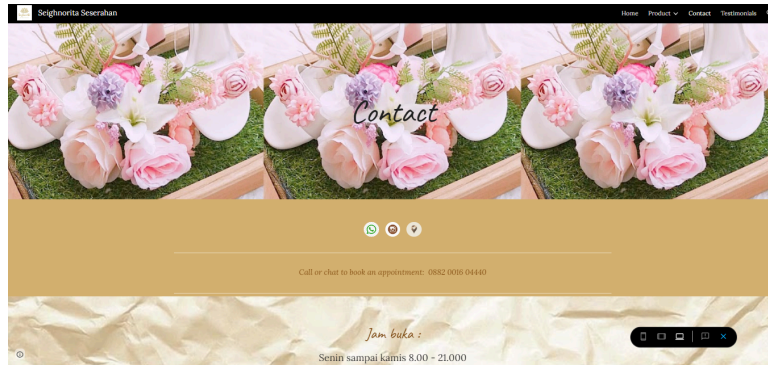 Seighnorita Seserahan
Home Product Contact Testimonials
Contact
Call or chat to book an appointment: 0882 0016 04440
Jam buka :
Senin sampai kamis 8.00 - 21.000